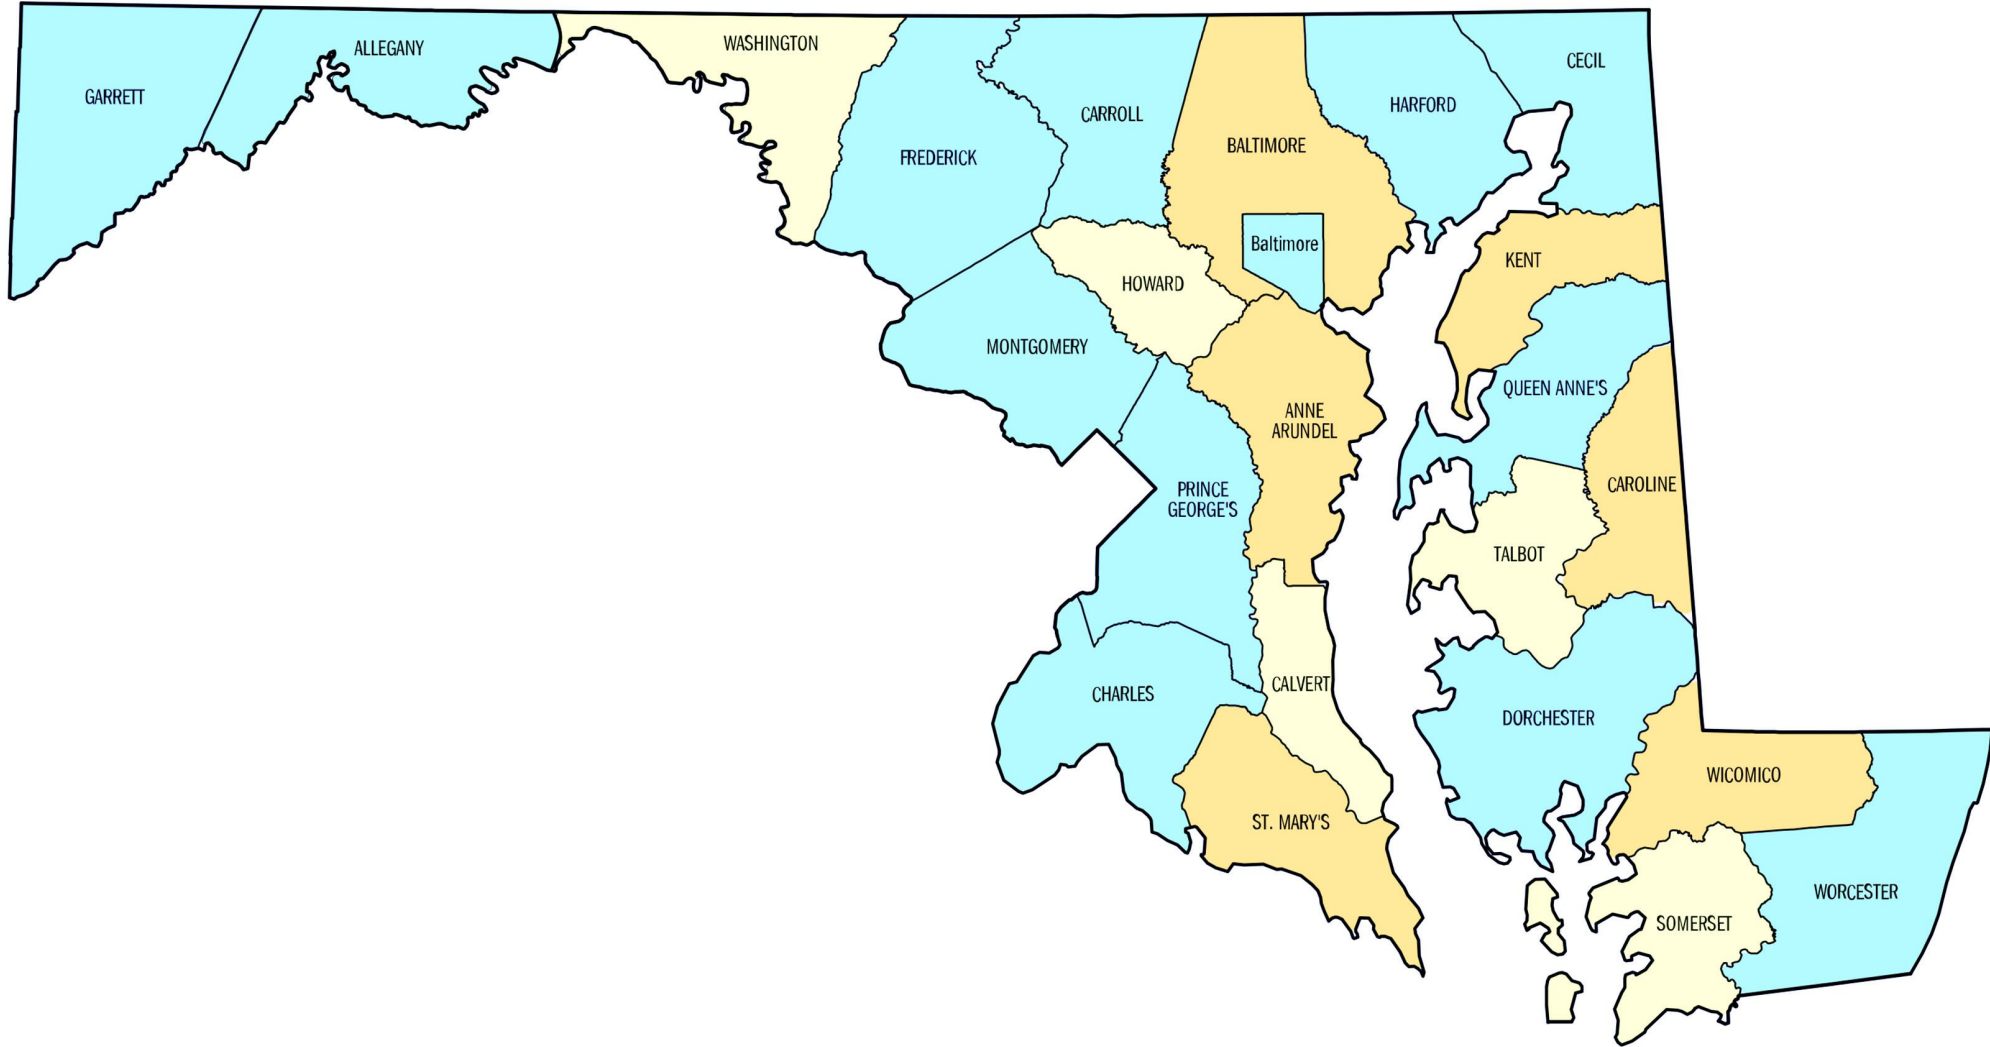 GARRETT
ALLEGANY
WASHINGTON
FREDERICK
CARROLL
BALTIMORE
Baltimore
HARFORD
CECIL
HOWARD
MONTGOMERY
KENT
QUEEN ANNE'S
ANNE
ARUNDEL
PRINCE
GEORGE'S
CAROLINE
TALBOT
CHARLES
CALVERT
DORCHESTER
ST. MARY'S
WICOMICO
SOMERSET
WORCESTER